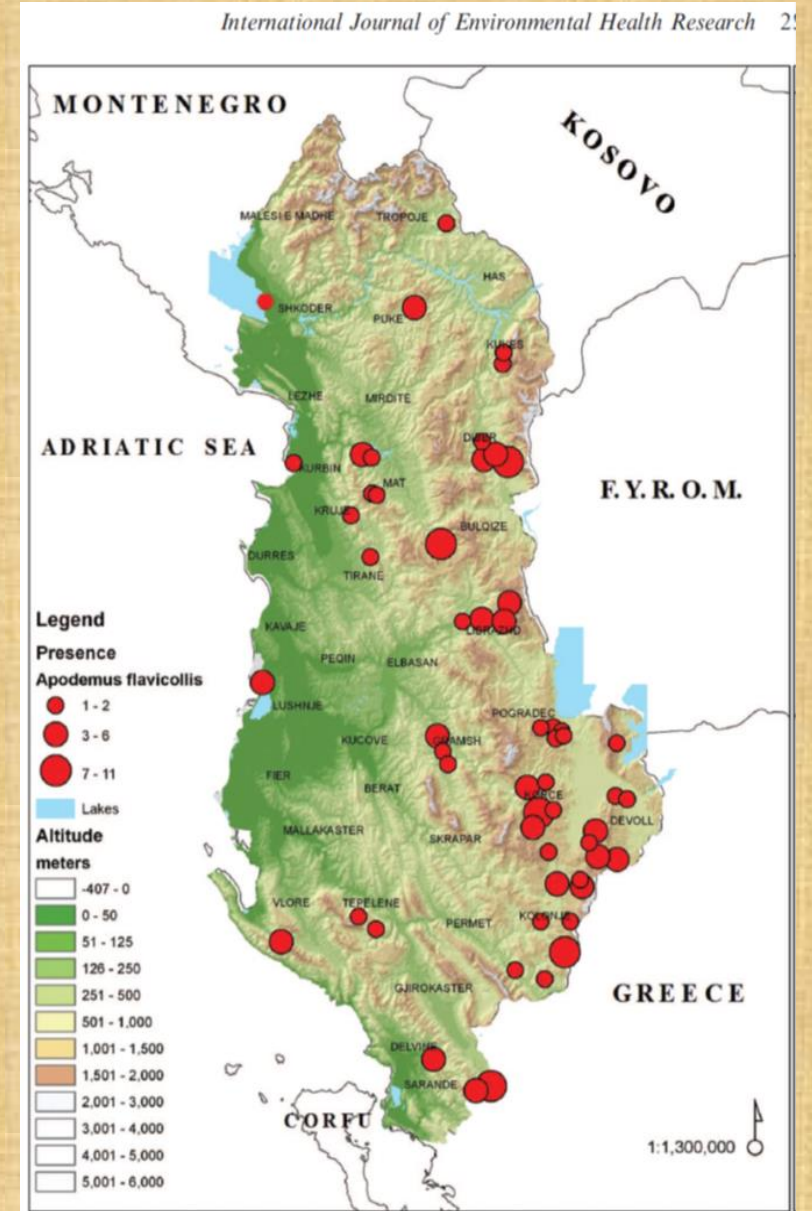 International Journal of Environmental Health Research
MONTENEGRO
KOSOVO
MALESI E MADHE
TROPOJE
HAS
SHKODER
PUKE
KUKES
LEZHE
MIRDITE
ADRIATIC SEA
DIBER
KURBIN
MAT
F.Y.R.O.M.
KRUJE
BULQIZE
DURRES
TIRANE
Legend
KAVAJE
LIBRAZHD
Presence
PEQIN
ELBASAN
Apodemus flavicollis
1 - 2
LUSHNJE
POGRADEC
3 - 6
KUCOVE
GRAMSH
7 - 11
FIER
BERAT
KORCE
Lakes
DEVOLL
Altitude
MALLAKASTER
SKRAPAR
meters
-407 - 0
VLORE
TEPELENE
0 - 50
PERMET
KOLONJE
51 - 125
126 - 250
GJIROKASTER
GREECE
251 - 500
501 - 1,000
DELVINE
1,001 - 1,500
1,501 - 2,000
SARANDE
2,001 - 3,000
CORFU
3,001 - 4,000
1:1,300,000
4,001 - 5,000
5,001 - 6,000